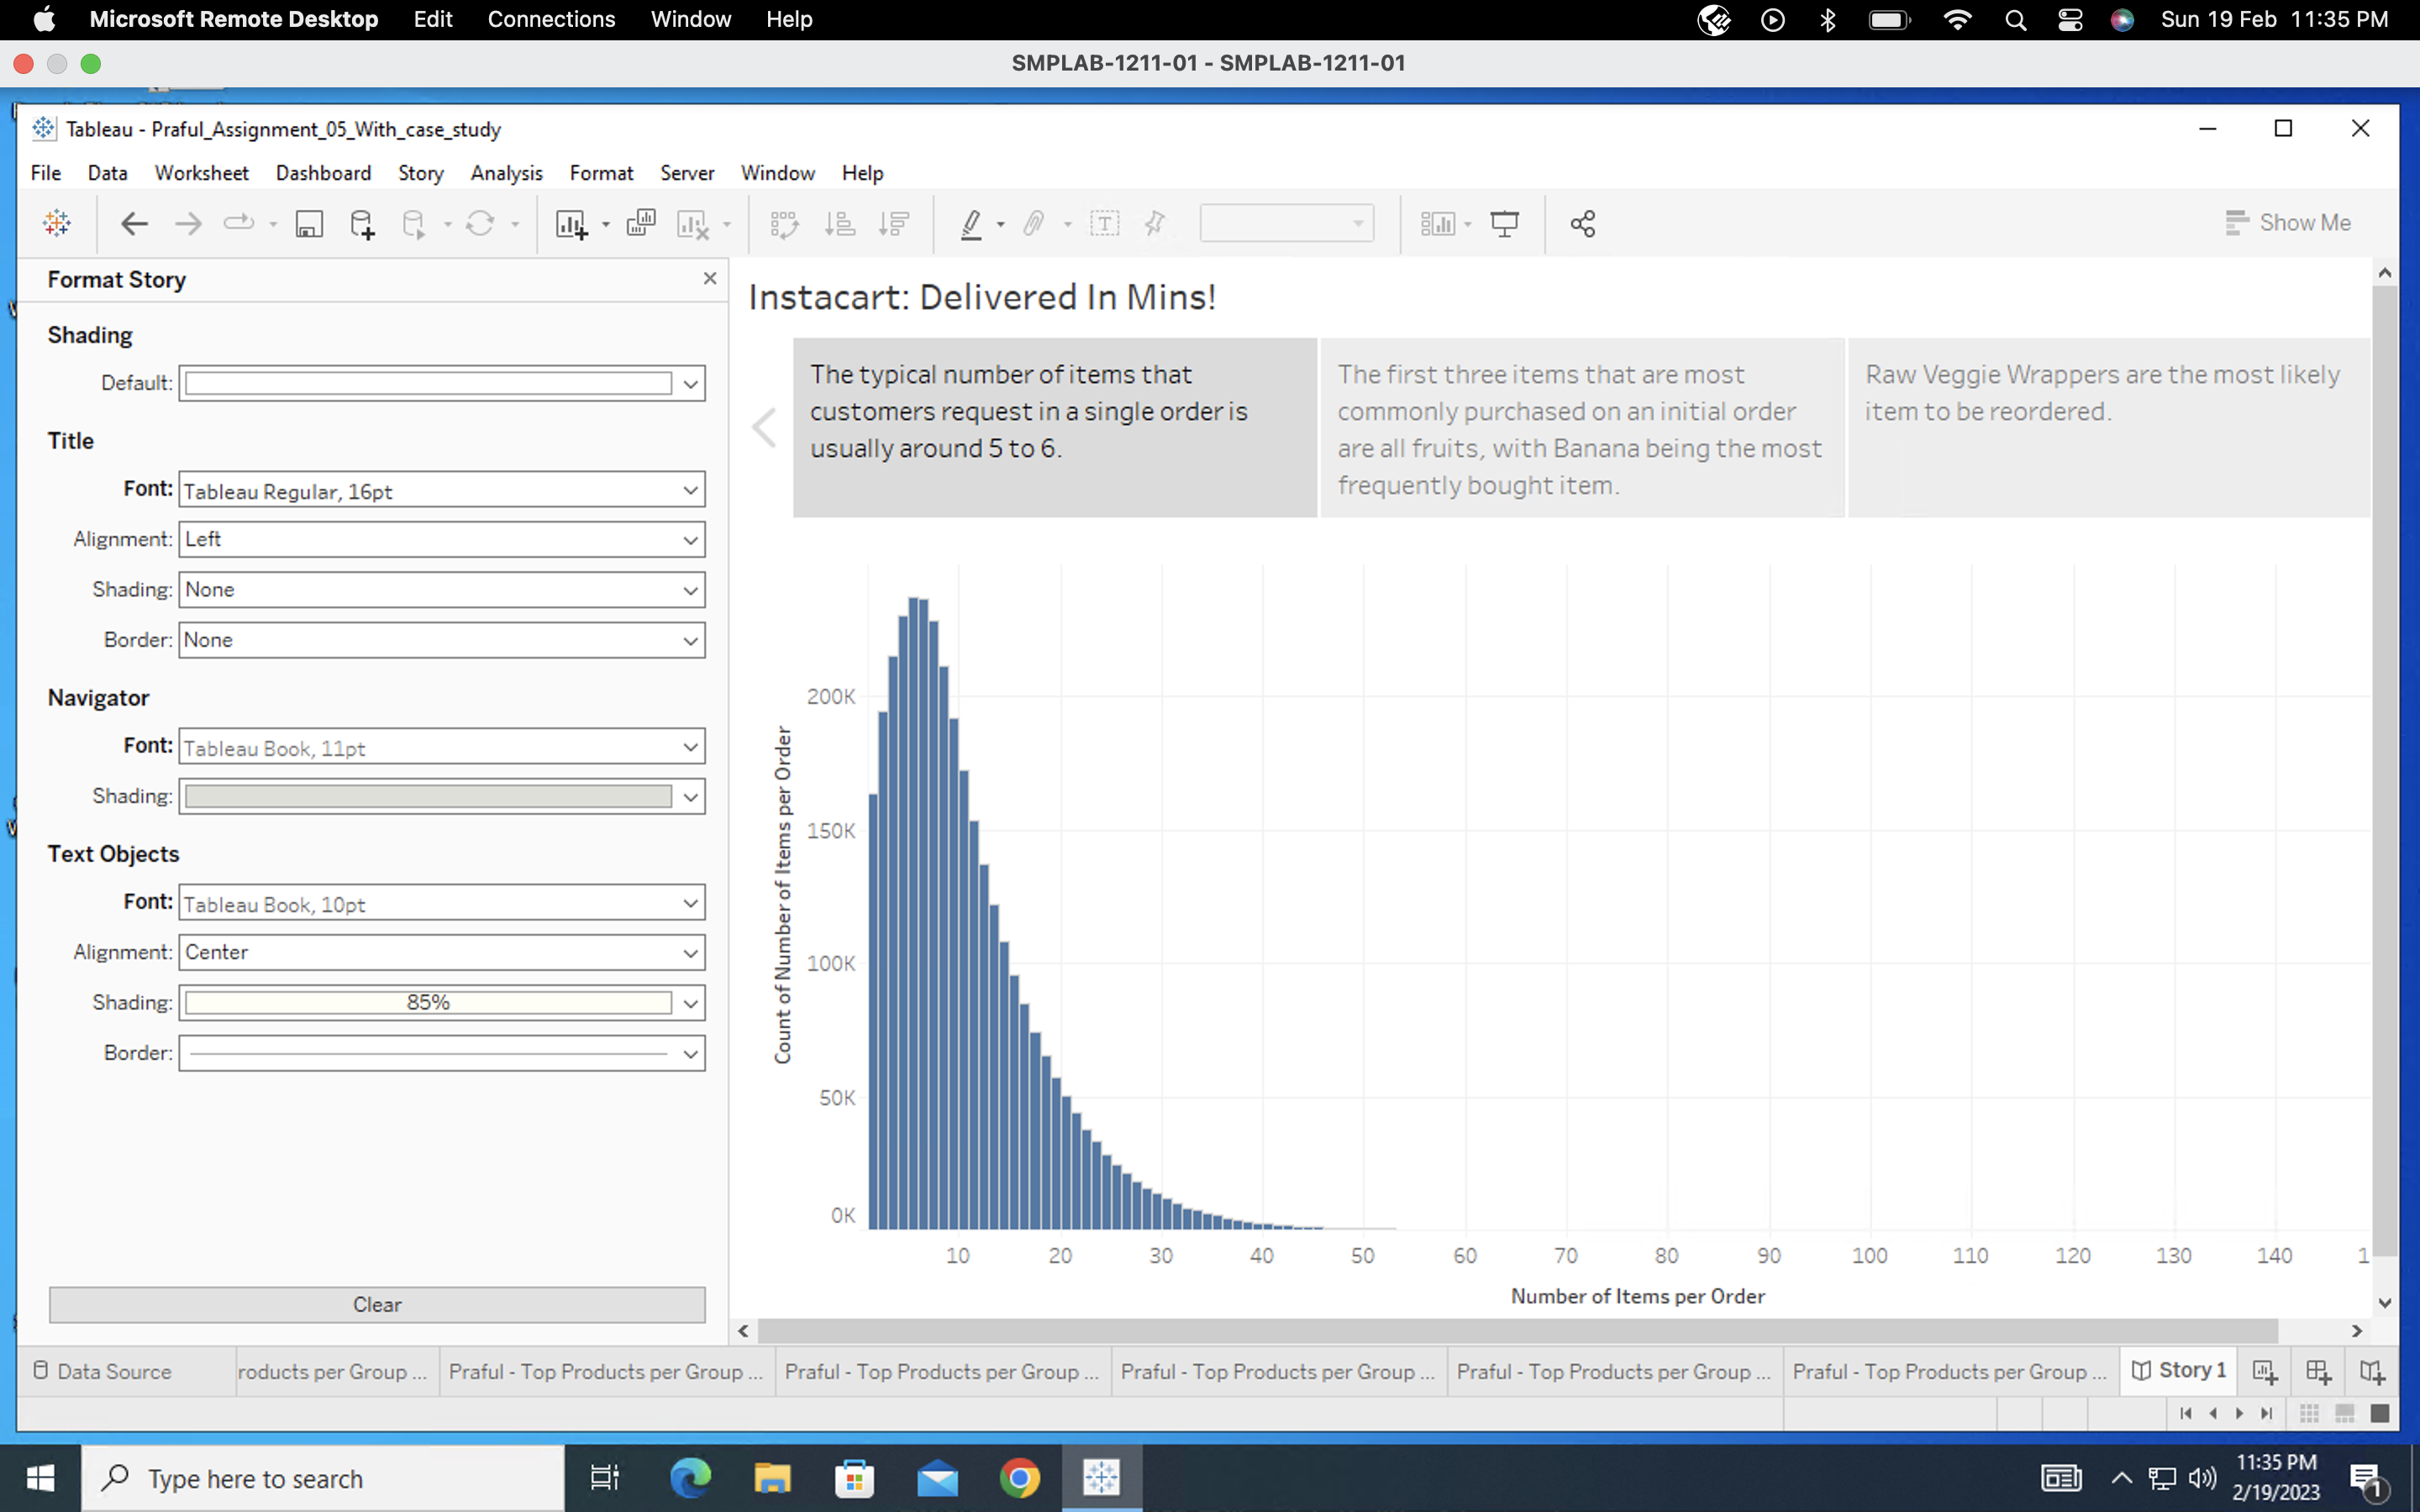 Microsoft Remote Desktop Edit Connections Window Help Sun 19 Feb 11:35 PM
SMPLAB-1211-01 - SMPLAB-1211-01
Tableau - Praful_Assignment_05_With_case_study
File Data Worksheet Dashboard Story Analysis Format Server Window Help
Show Me
Format Story
Shading
Default:
Title
Font: Tableau Regular, 16pt
Alignment: Left
Shading: None
Border: None
Navigator
Font: Tableau Book, 11pt
Shading:
Text Objects
Font: Tableau Book, 10pt
Alignment: Center
Shading: 85%
Border:
Clear
Instacart: Delivered In Mins!
The typical number of items that
customers request in a single order is
usually around 5 to 6.
The first three items that are most
commonly purchased on an initial order
are all fruits, with Banana being the most
frequently bought item.
Raw Veggie Wrappers are the most likely
item to be reordered.
Count of Number of Items per Order
200K
150K
100K
50K
0K
10 20 30 40 50 60 70 80 90 100 110 120 130 140 1
Number of Items per Order
Data Source roducts per Group ... Praful - Top Products per Group ... Praful - Top Products per Group ... Praful - Top Products per Group ... Praful - Top Products per Group ... Praful - Top Products per Group ... Story 1
Type here to search
11:35 PM
2/19/2023
1